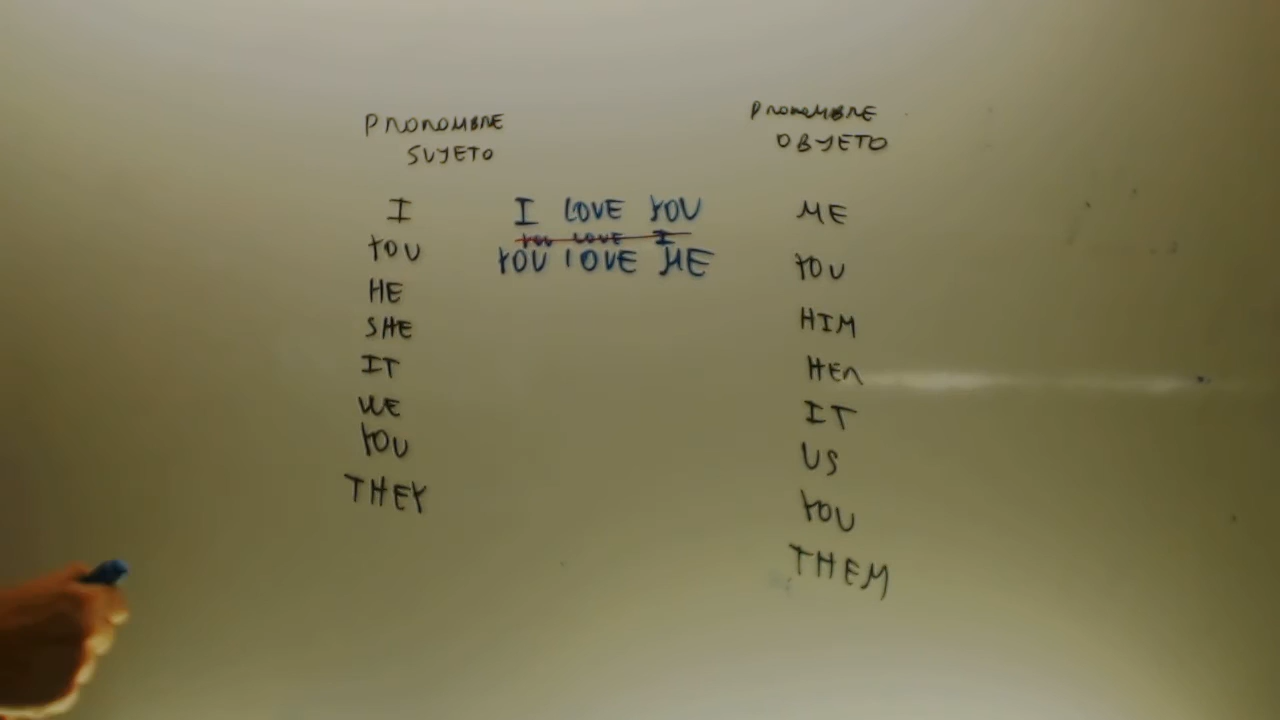 PRONOMBRE
SUJETO
I
YOU
HE
SHE
IT
WE
YOU
THEY
I LOVE YOU
YOU LOVE I
YOU LOVE ME
PRONOMBRE
OBJETO
ME
YOU
HIM
HER
IT
US
YOU
THEM